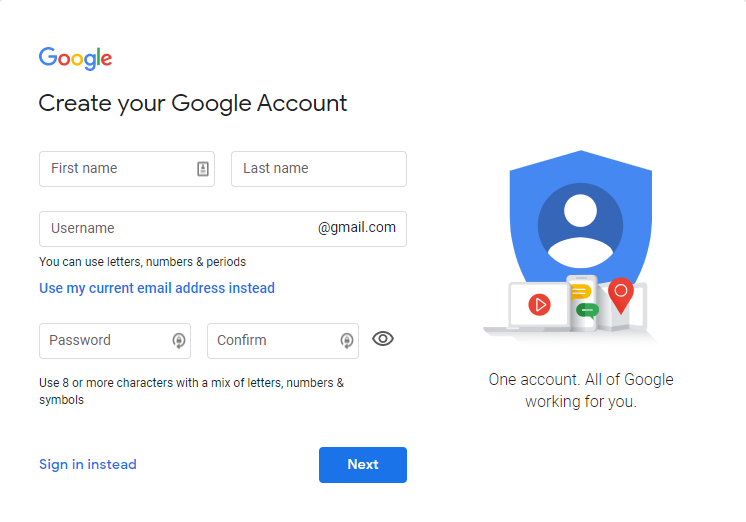 Google
Create your Google Account
First name
Last name
Username
@gmail.com
You can use letters, numbers & periods
Use my current email address instead
Password
Confirm
Use 8 or more characters with a mix of letters, numbers &
symbols
Sign in instead
Next
One account. All of Google
working for you.